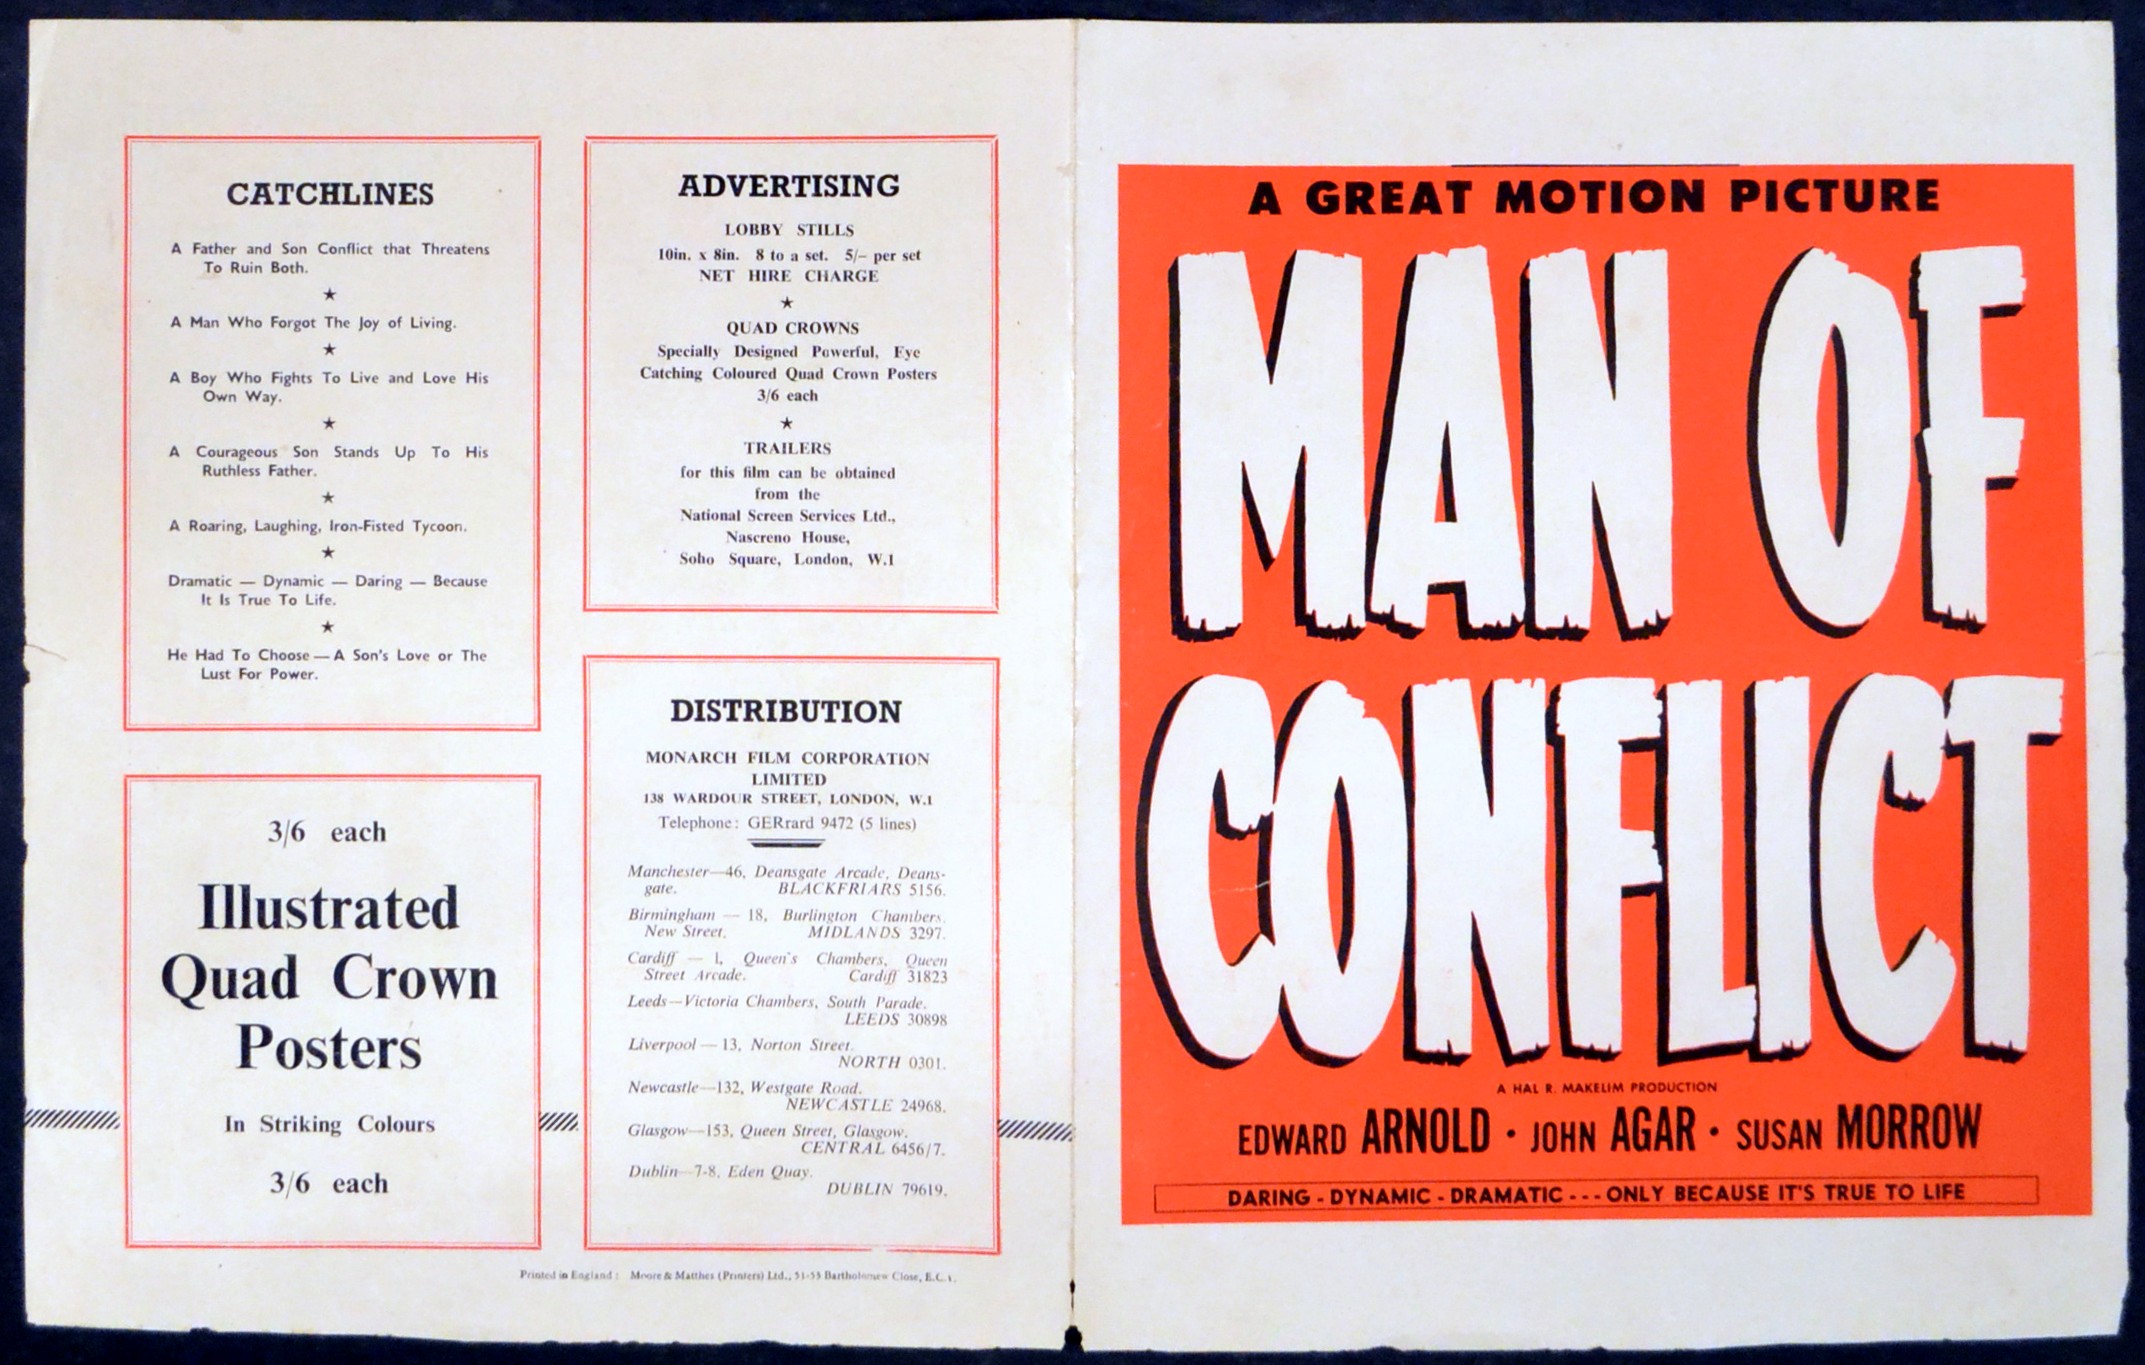 CATCHLINES
A Father and Son Conflict that Threatens
To Ruin Both.
★
A Man Who Forgot The Joy of Living.
★
A Boy Who Fights To Live and Love His
Own Way.
★
A Courageous Son Stands Up To His
Ruthless Father.
★
A Roaring, Laughing, Iron-Fisted Tycoon.
★
Dramatic — Dynamic — Daring — Because
It Is True To Life.
★
He Had To Choose — A Son's Love or The
Lust For Power.
3/6 each
Illustrated
Quad Crown
Posters
In Striking Colours
3/6 each
ADVERTISING
LOBBY STILLS
10in. x 8in. 8 to a set. 5/– per set
NET HIRE CHARGE
★
QUAD CROWNS
Specially Designed Powerful, Eye
Catching Coloured Quad Crown Posters
3/6 each
★
TRAILERS
for this film can be obtained
from the
National Screen Services Ltd.,
Nascreno House,
Soho Square, London, W.1
DISTRIBUTION
MONARCH FILM CORPORATION
LIMITED
138 WARDOUR STREET, LONDON, W.1
Telephone: GERrard 9472 (5 lines)
Manchester—46, Deansgate Arcade, Deans-
gate. BLACKFRIARS 5156.
Birmingham — 18, Burlington Chambers,
New Street. MIDLANDS 3297.
Cardiff — 1, Queen's Chambers, Queen
Street Arcade. Cardiff 31823
Leeds—Victoria Chambers, South Parade.
LEEDS 30898
Liverpool — 13, Norton Street.
NORTH 0301.
Newcastle—132, Westgate Road.
NEWCASTLE 24968.
Glasgow—153, Queen Street, Glasgow.
CENTRAL 6456/7.
Dublin—7-8, Eden Quay.
DUBLIN 79619.
Printed in England: Moore & Matthes (Printers) Ltd., Bartholomew Close, E.C.1.
A GREAT MOTION PICTURE
MAN OF
CONFLICT
A HAL R. MAKELIM PRODUCTION
EDWARD ARNOLD · JOHN AGAR · SUSAN MORROW
DARING - DYNAMIC - DRAMATIC - - - ONLY BECAUSE IT'S TRUE TO LIFE